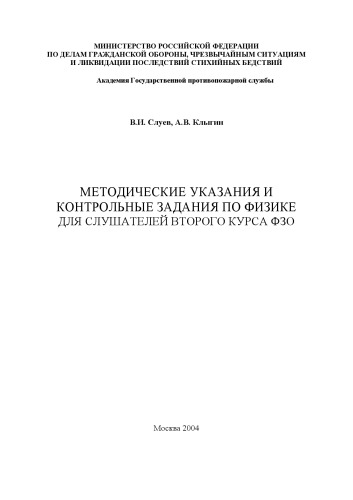 МИНИСТЕРСТВО РОССИЙСКОЙ ФЕДЕРАЦИИ
ПО ДЕЛАМ ГРАЖДАНСКОЙ ОБОРОНЫ, ЧРЕЗВЫЧАЙНЫМ СИТУАЦИЯМ
И ЛИКВИДАЦИИ ПОСЛЕДСТВИЙ СТИХИЙНЫХ БЕДСТВИЙ
Академия Государственной противопожарной службы
В.И. Слуев, А.В. Клыгин
МЕТОДИЧЕСКИЕ УКАЗАНИЯ И
КОНТРОЛЬНЫЕ ЗАДАНИЯ ПО ФИЗИКЕ
ДЛЯ СЛУШАТЕЛЕЙ ВТОРОГО КУРСА ФЗО
Москва 2004